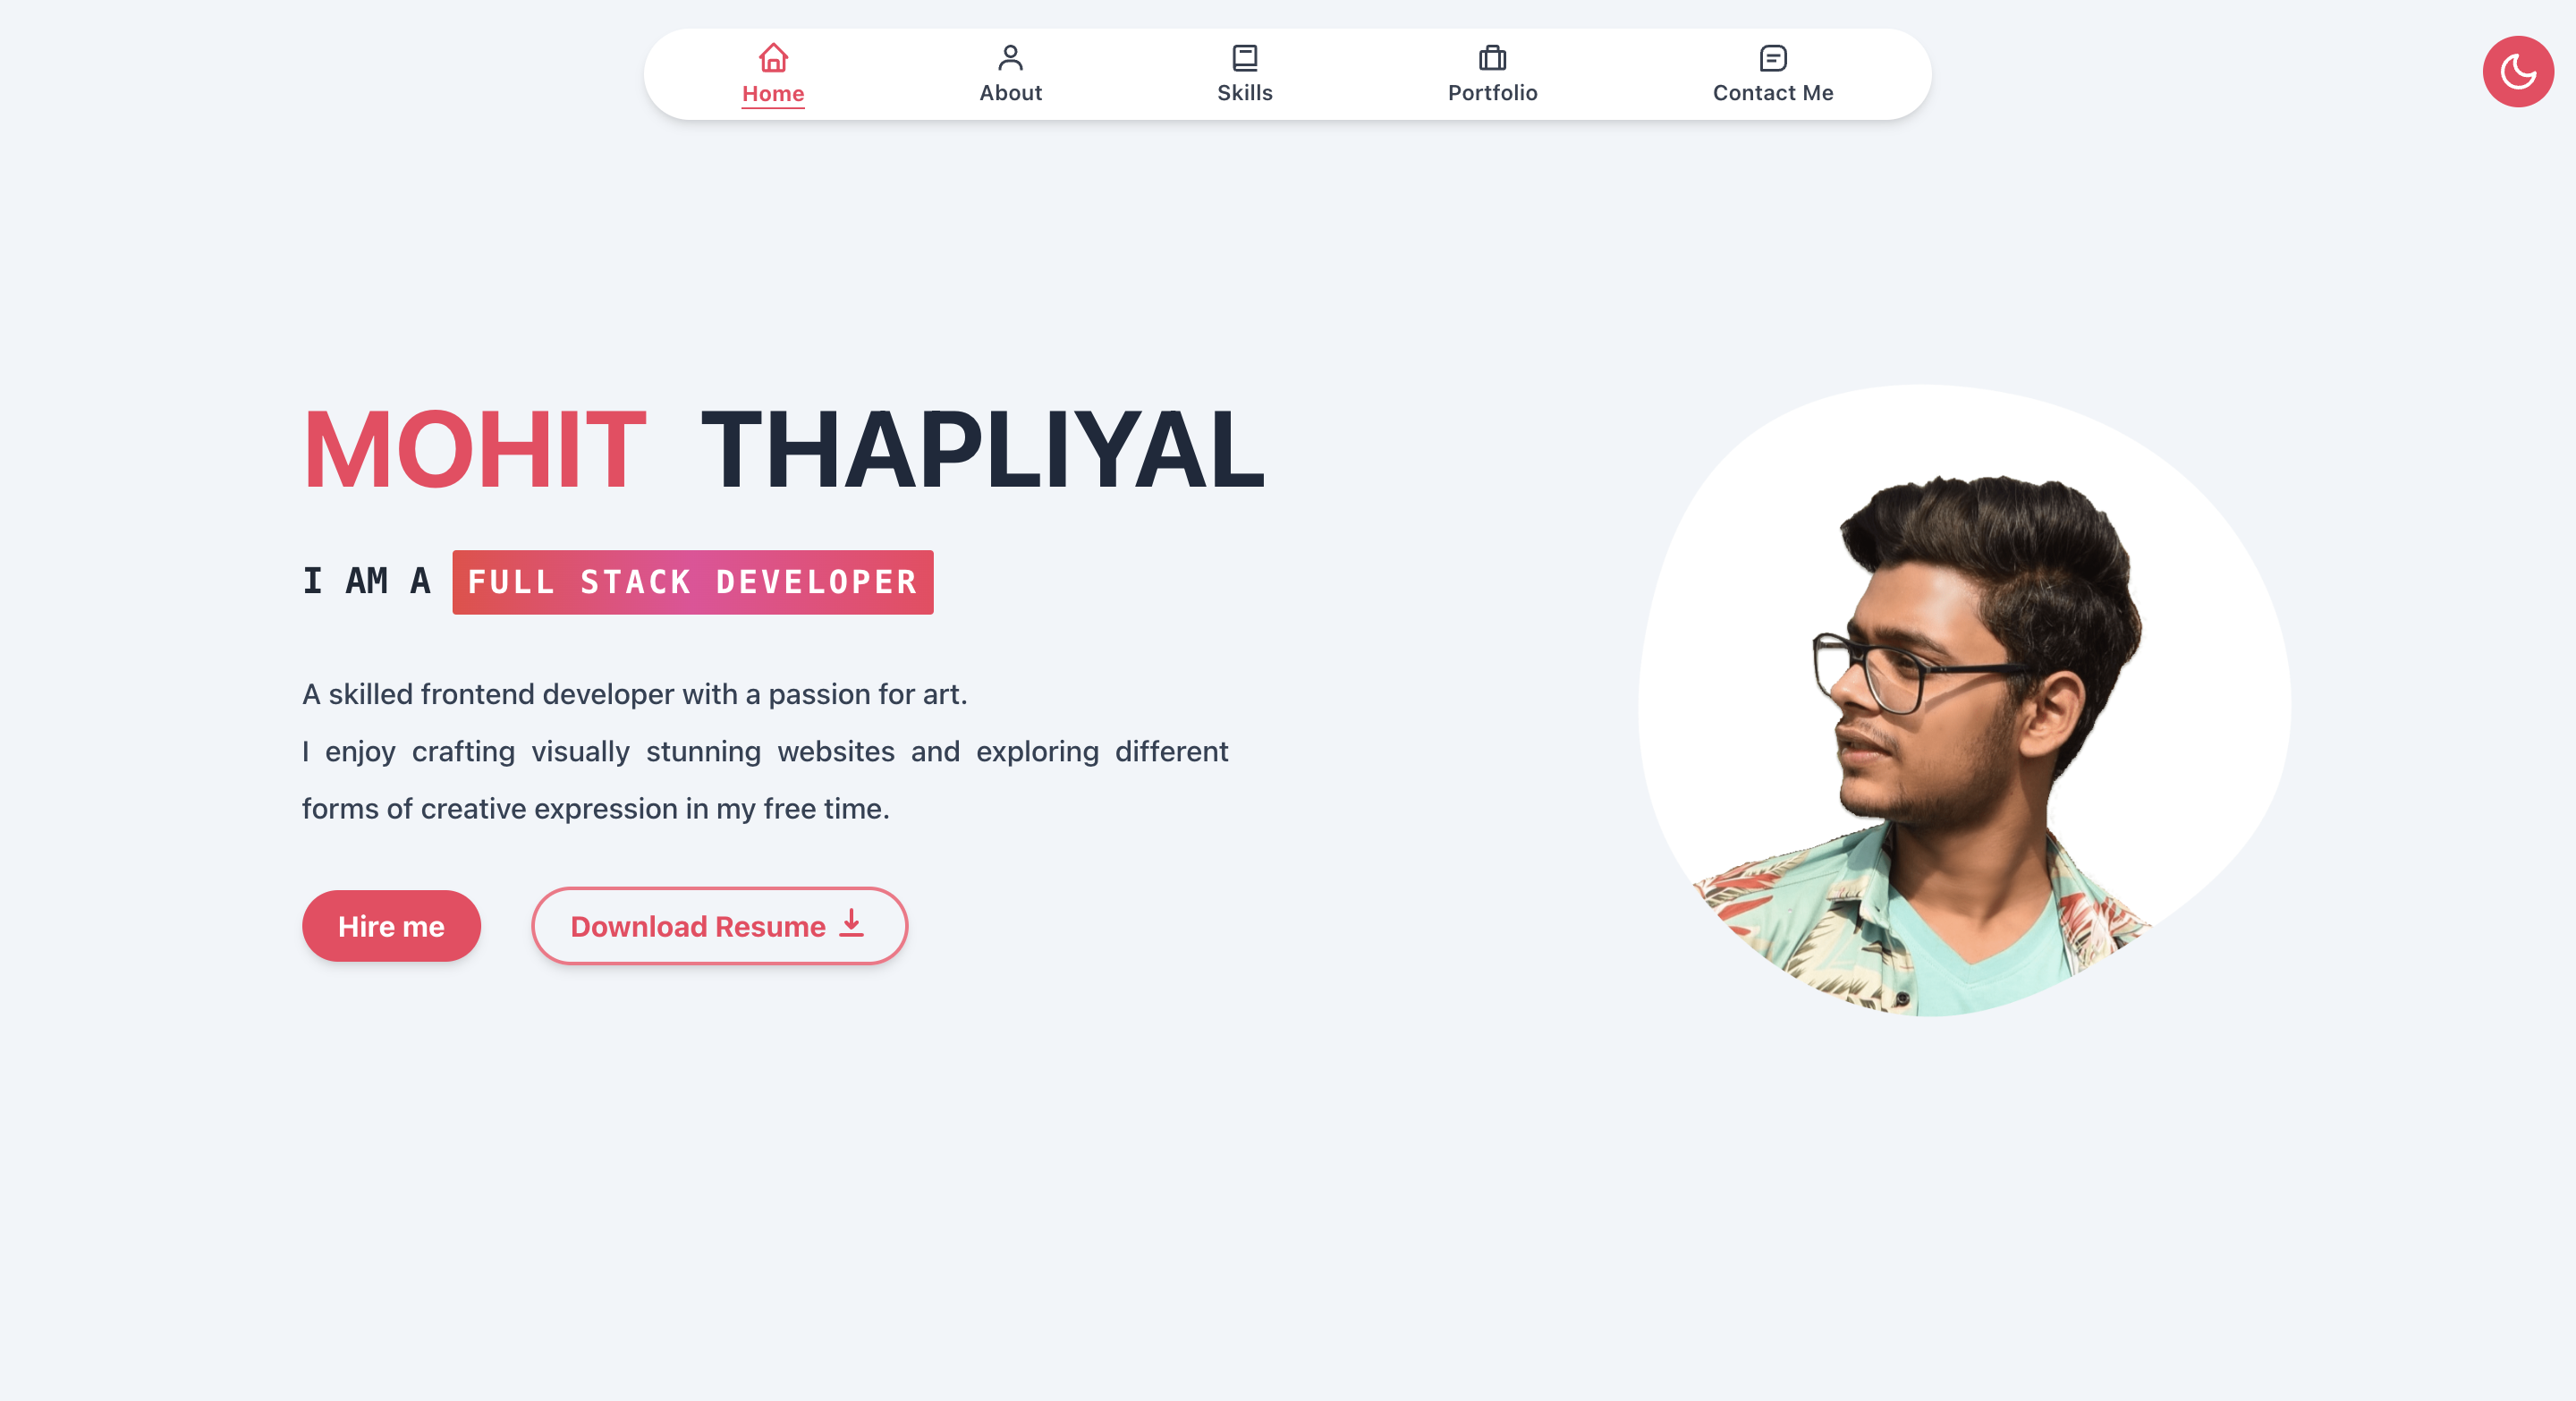 Home
About
Skills
Portfolio
Contact Me
MOHIT THAPLIYAL
I AM A FULL STACK DEVELOPER
A skilled frontend developer with a passion for art.
I enjoy crafting visually stunning websites and exploring different
forms of creative expression in my free time.
Hire me
Download Resume